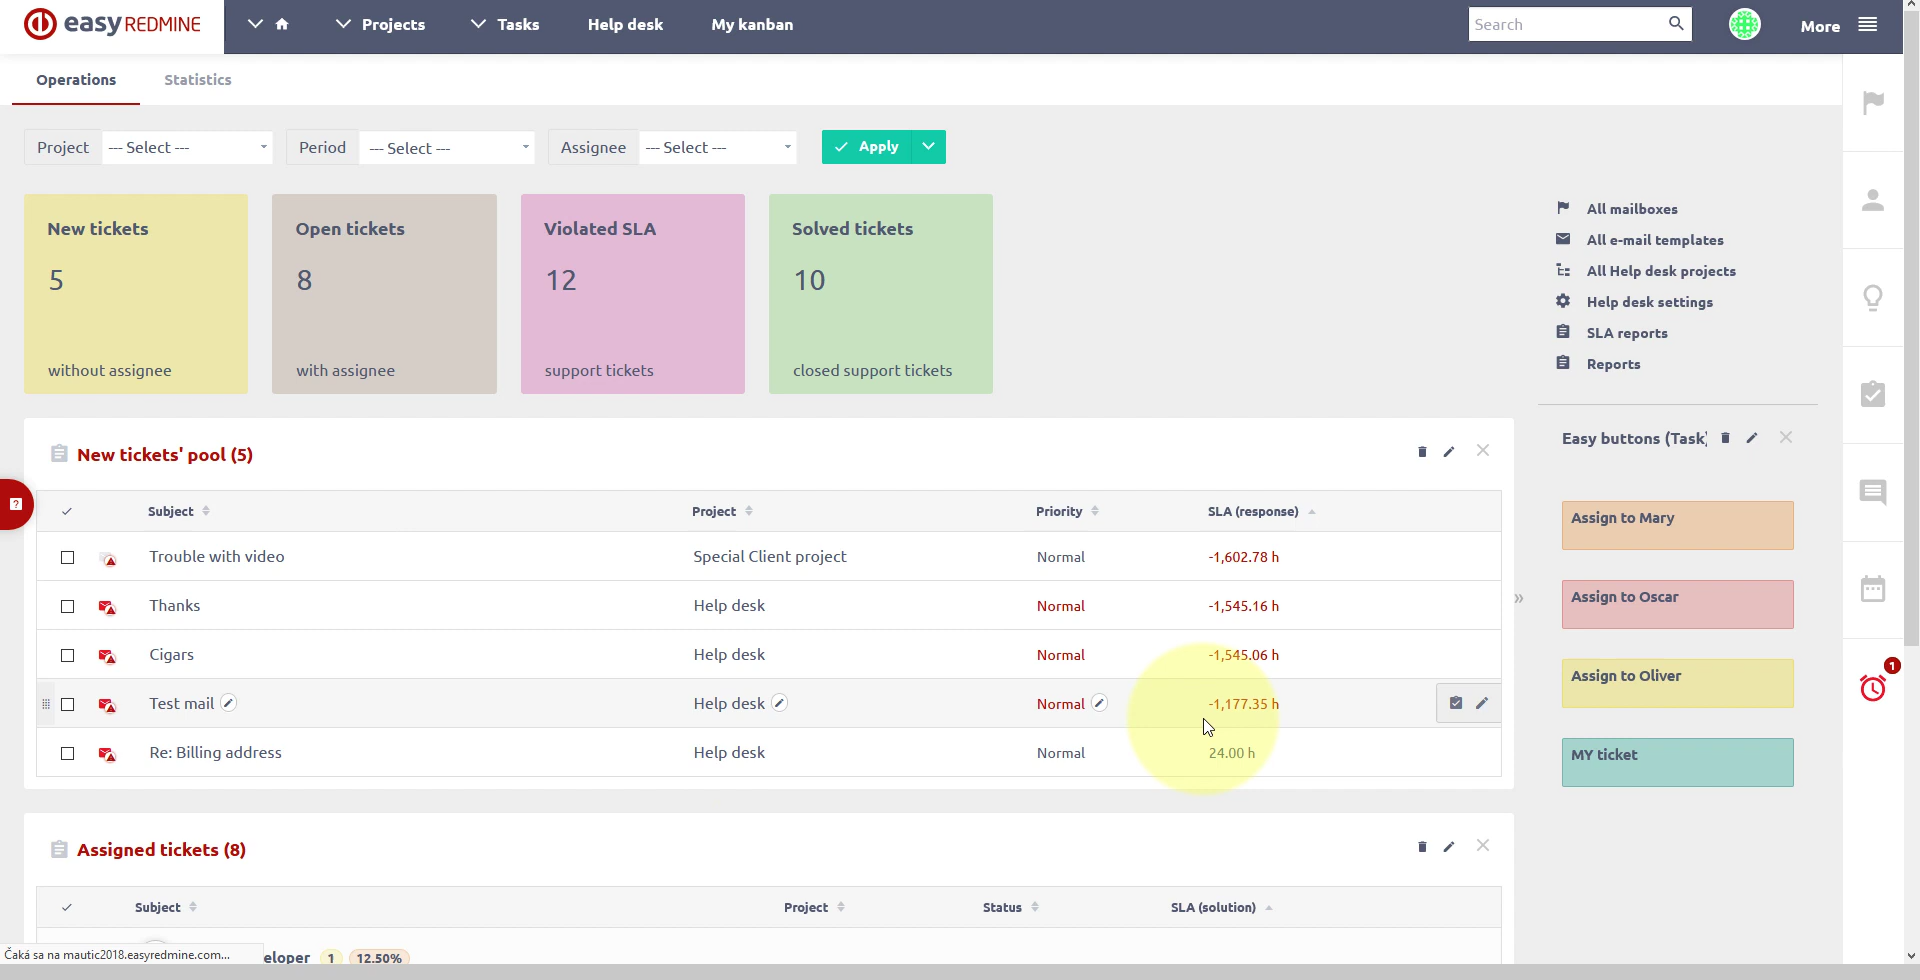 easy REDMINE
Projects
Tasks
Help desk
My kanban
Search
More
Operations
Statistics
Project
--- Select ---
Period
--- Select ---
Assignee
--- Select ---
Apply
New tickets
5
without assignee
Open tickets
8
with assignee
Violated SLA
12
support tickets
Solved tickets
10
closed support tickets
All mailboxes
All e-mail templates
All Help desk projects
Help desk settings
SLA reports
Reports
New tickets' pool (5)
Subject Project Priority SLA (response)
Trouble with video Special Client project Normal -1,602.78 h
Thanks Help desk Normal -1,545.16 h
Cigars Help desk Normal -1,545.06 h
Test mail Help desk Normal -1,177.35 h
Re: Billing address Help desk Normal 24.00 h
Easy buttons (Task)
Assign to Mary
Assign to Oscar
Assign to Oliver
MY ticket
1
?
Assigned tickets (8)
Subject Project Status SLA (solution)
eloper 1 12.50%
Čaká sa na mautic2018.easyredmine.com...